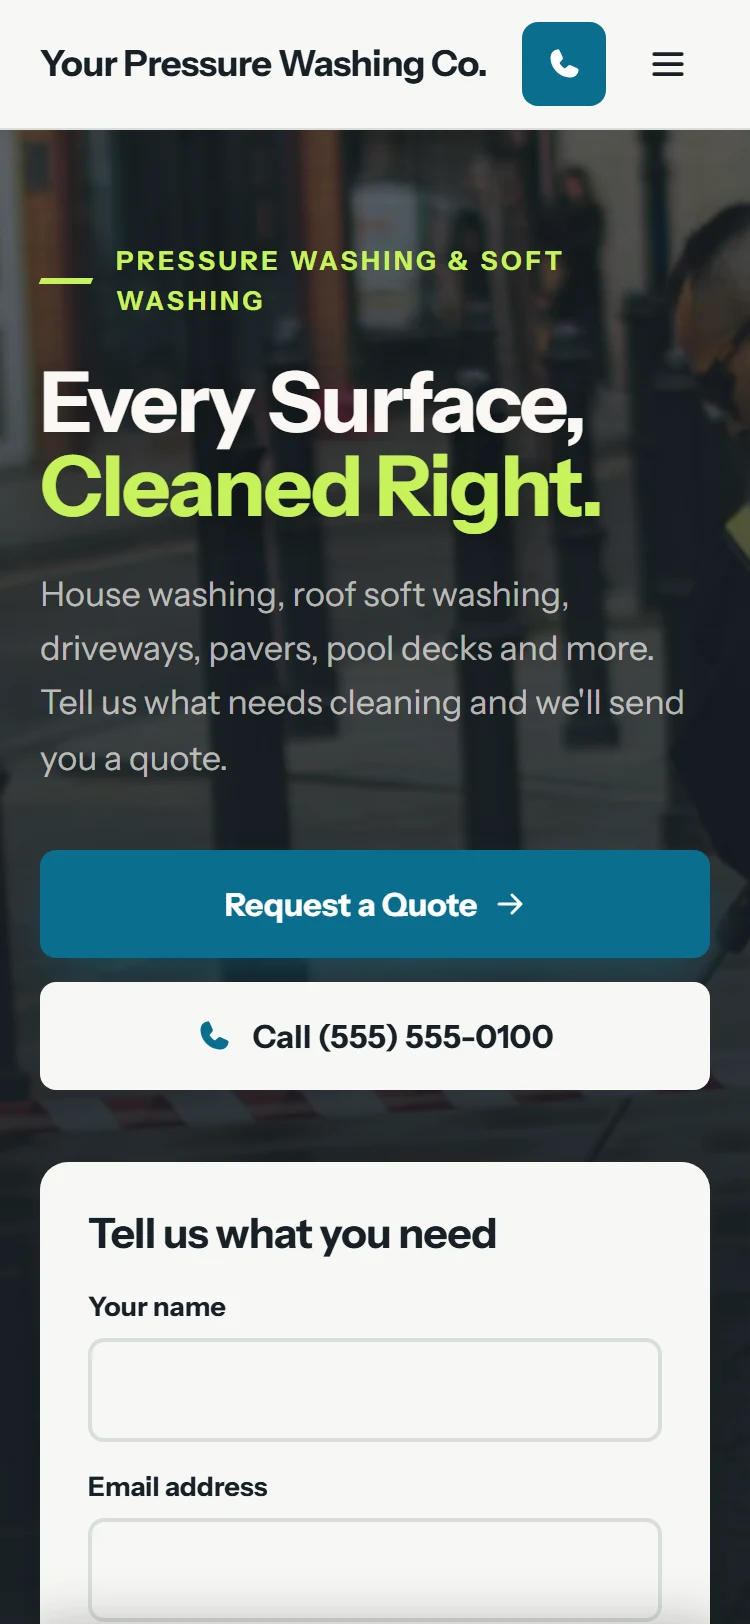 Your Pressure Washing Co.
PRESSURE WASHING & SOFT
WASHING
Every Surface,
Cleaned Right.
House washing, roof soft washing,
driveways, pavers, pool decks and more.
Tell us what needs cleaning and we'll send
you a quote.
Request a Quote →
Call (555) 555-0100
Tell us what you need
Your name
Email address